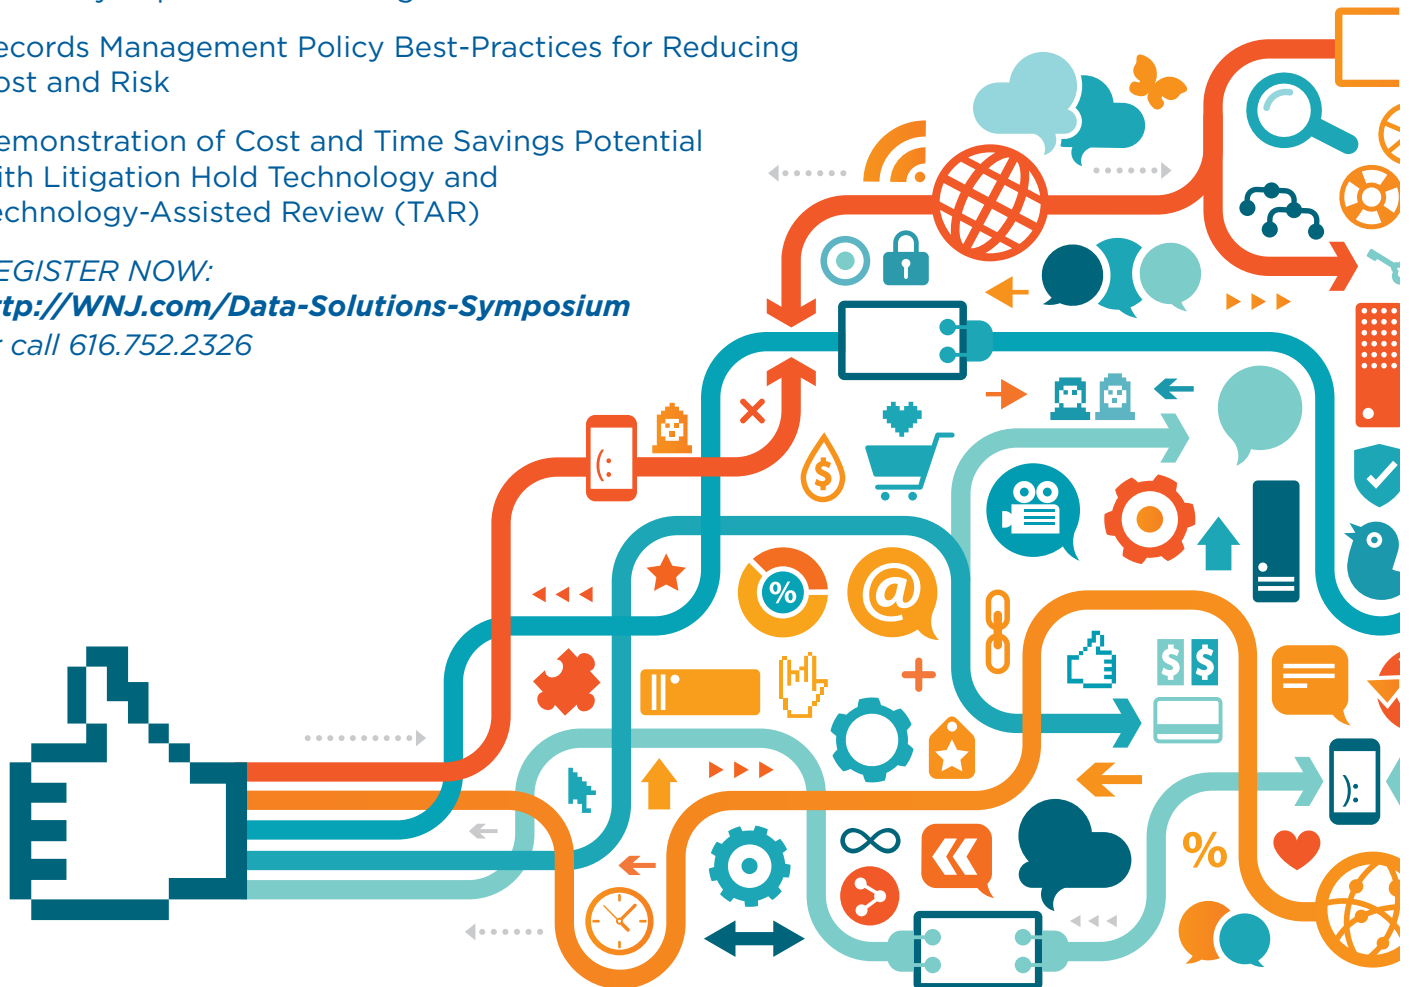 ecords Management Policy Best-Practices for Reducing
ost and Risk
emonstration of Cost and Time Savings Potential
ith Litigation Hold Technology and
echnology-Assisted Review (TAR)
EGISTER NOW:
tp://WNJ.com/Data-Solutions-Symposium
call 616.752.2326
(:
$
%
@
$ $
):
%